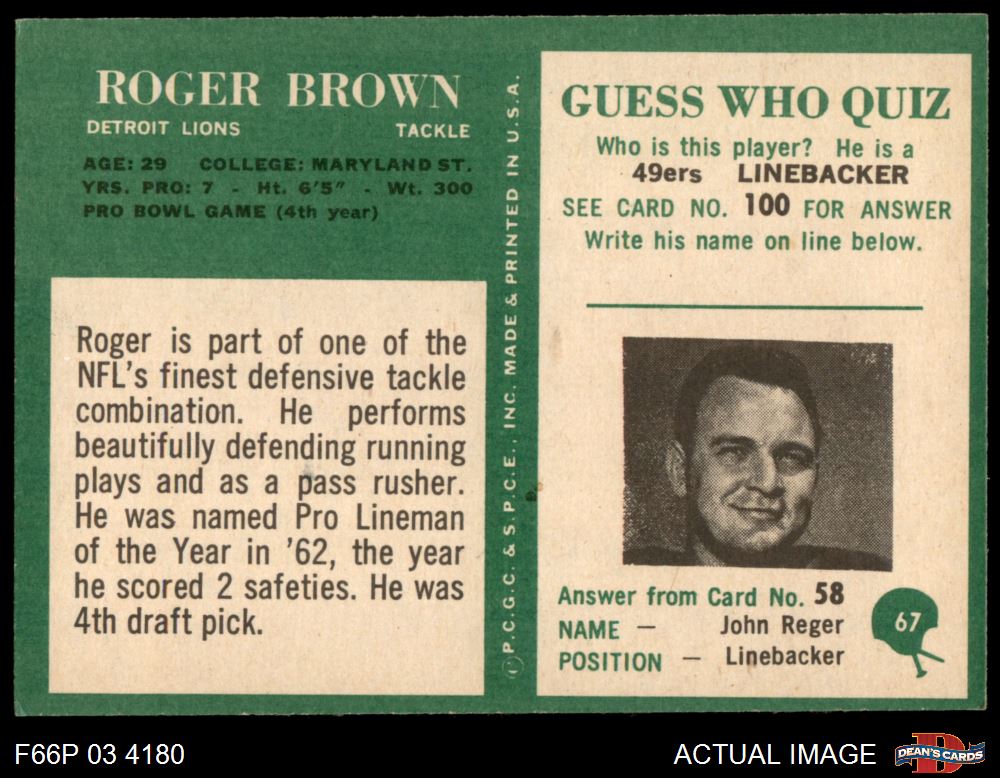 ROGER BROWN
DETROIT LIONS TACKLE
AGE: 29 COLLEGE: MARYLAND ST.
YRS. PRO: 7 - Ht. 6'5" - Wt. 300
PRO BOWL GAME (4th year)
Roger is part of one of the
NFL's finest defensive tackle
combination. He performs
beautifully defending running
plays and as a pass rusher.
He was named Pro Lineman
of the Year in '62, the year
he scored 2 safeties. He was
4th draft pick.
©P.C.G.C. & S.P.C.E., INC. MADE & PRINTED IN U.S.A.
GUESS WHO QUIZ
Who is this player? He is a
49ers LINEBACKER
SEE CARD NO. 100 FOR ANSWER
Write his name on line below.
Answer from Card No. 58
NAME — John Reger
POSITION — Linebacker
67
F66P 03 4180
ACTUAL IMAGE
DEAN'S CARDS